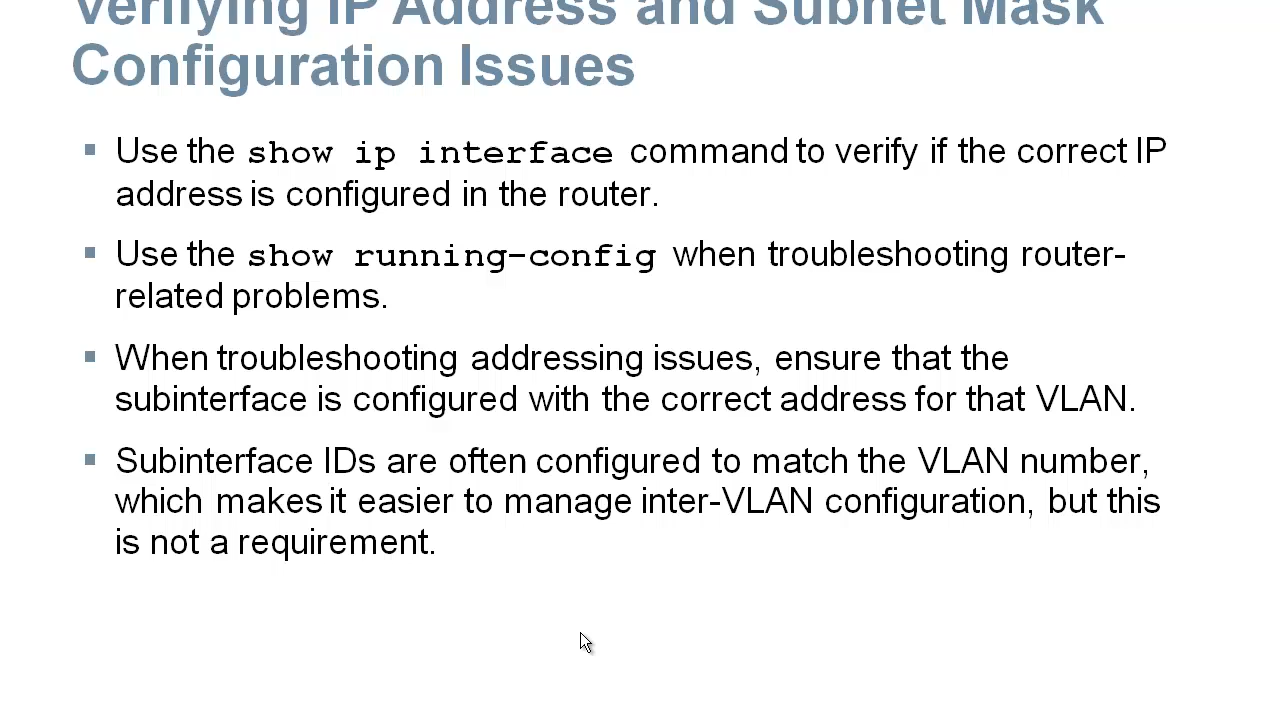 Verifying IP Address and Subnet Mask
Configuration Issues
Use the show ip interface command to verify if the correct IP
address is configured in the router.
Use the show running-config when troubleshooting router-
related problems.
When troubleshooting addressing issues, ensure that the
subinterface is configured with the correct address for that VLAN.
Subinterface IDs are often configured to match the VLAN number,
which makes it easier to manage inter-VLAN configuration, but this
is not a requirement.